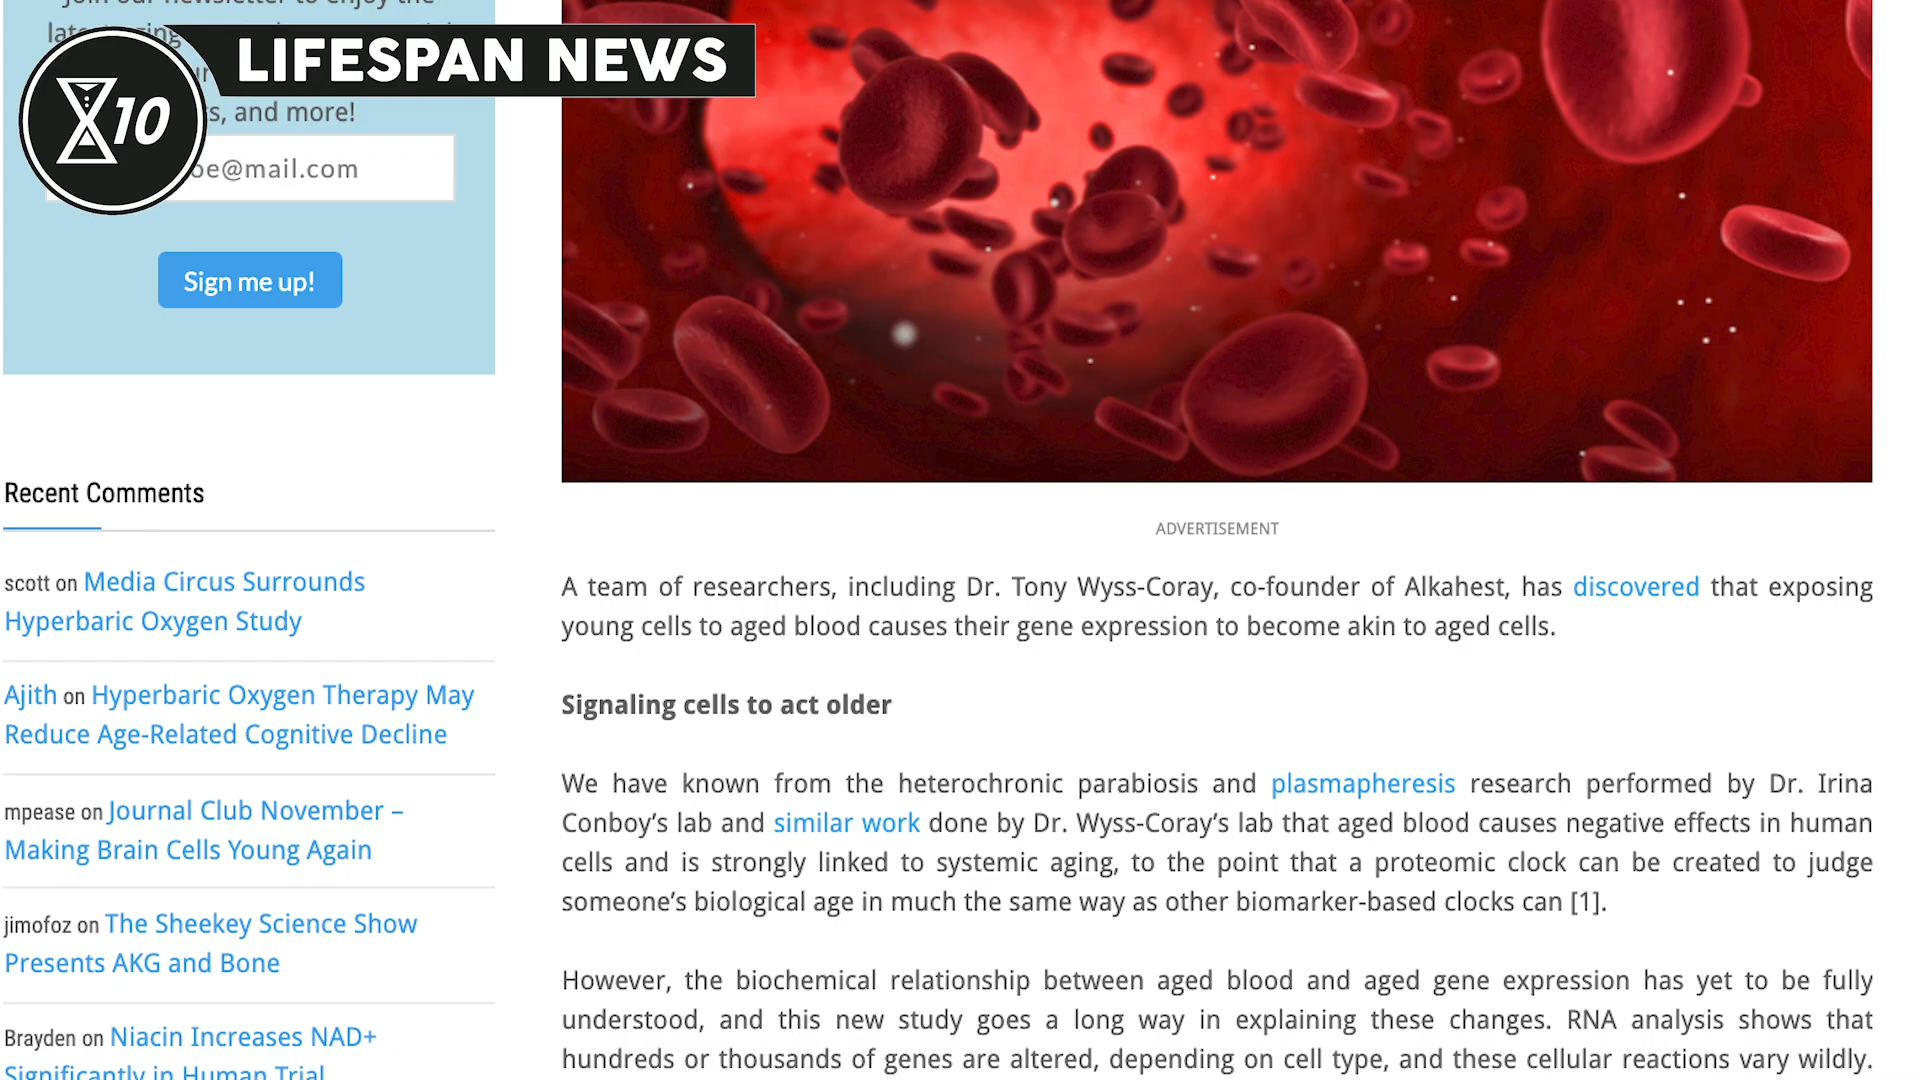 Join our newsletter to enjoy the
LIFESPAN NEWS
X10
s, and more!
oe@mail.com
Sign me up!
Recent Comments
scott on Media Circus Surrounds
Hyperbaric Oxygen Study
Ajith on Hyperbaric Oxygen Therapy May
Reduce Age-Related Cognitive Decline
mpease on Journal Club November –
Making Brain Cells Young Again
jimofoz on The Sheekey Science Show
Presents AKG and Bone
Brayden on Niacin Increases NAD+
Significantly in Human Trial
ADVERTISEMENT
A team of researchers, including Dr. Tony Wyss-Coray, co-founder of Alkahest, has discovered that exposing
young cells to aged blood causes their gene expression to become akin to aged cells.
Signaling cells to act older
We have known from the heterochronic parabiosis and plasmapheresis research performed by Dr. Irina
Conboy’s lab and similar work done by Dr. Wyss-Coray’s lab that aged blood causes negative effects in human
cells and is strongly linked to systemic aging, to the point that a proteomic clock can be created to judge
someone’s biological age in much the same way as other biomarker-based clocks can [1].
However, the biochemical relationship between aged blood and aged gene expression has yet to be fully
understood, and this new study goes a long way in explaining these changes. RNA analysis shows that
hundreds or thousands of genes are altered, depending on cell type, and these cellular reactions vary wildly.